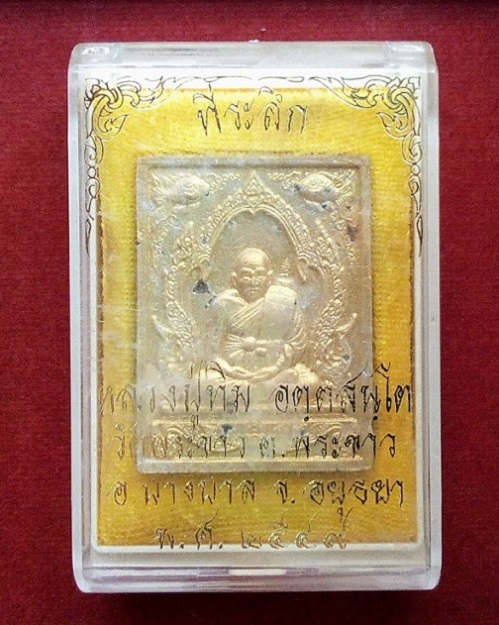 ที่ระลึก
หลวงปู่ทิม อตฺตสนฺโต
วัดพระขาว ต.พระขาว
อ.บางบาล จ.อยุธยา
พ.ศ. ๒๕๔๙